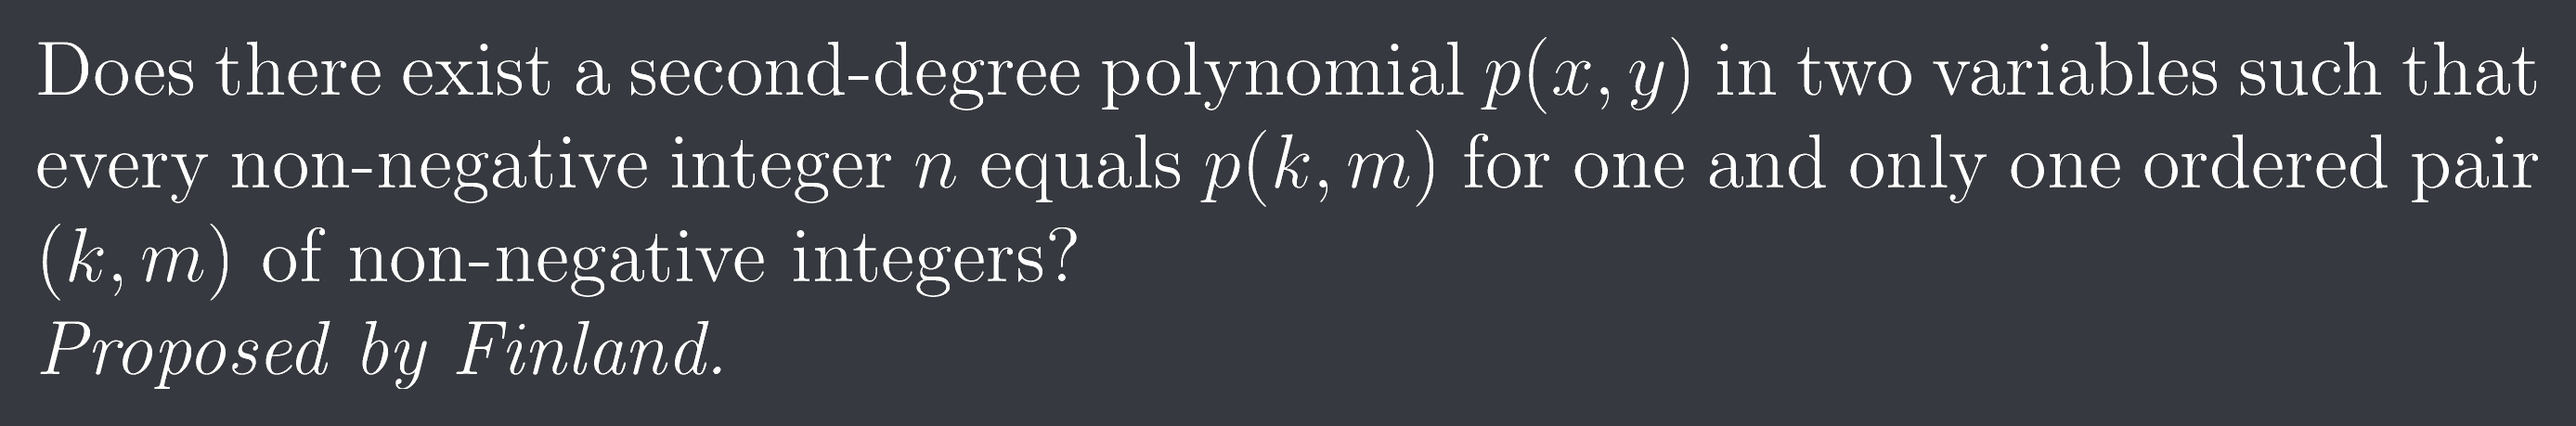 Does there exist a second-degree polynomial p(x, y) in two variables such that
every non-negative integer n equals p(k, m) for one and only one ordered pair
(k, m) of non-negative integers?
Proposed by Finland.